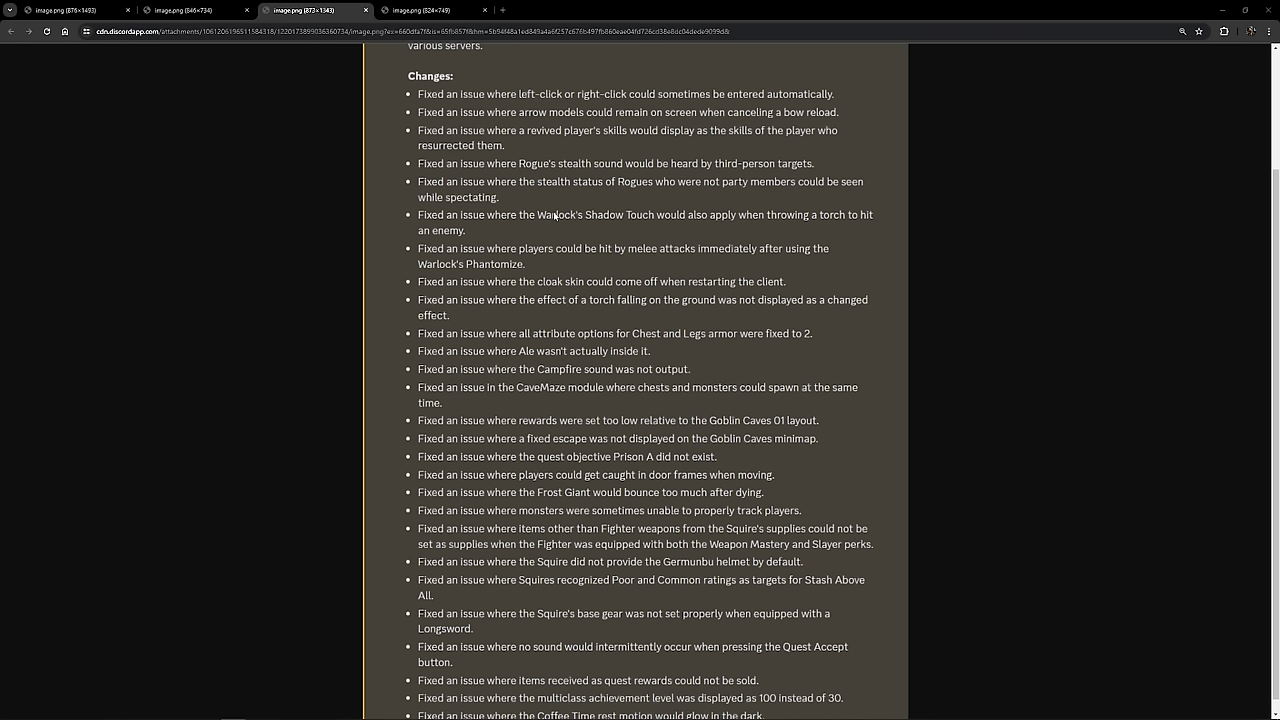 image.png (876×1493)
image.png (846×734)
image.png (873×1343)
image.png (824×749)
various servers.
Changes:
• Fixed an issue where left-click or right-click could sometimes be entered automatically.
• Fixed an issue where arrow models could remain on screen when canceling a bow reload.
• Fixed an issue where a revived player's skills would display as the skills of the player who
resurrected them.
• Fixed an issue where Rogue's stealth sound would be heard by third-person targets.
• Fixed an issue where the stealth status of Rogues who were not party members could be seen
while spectating.
• Fixed an issue where the Warlock's Shadow Touch would also apply when throwing a torch to hit
an enemy.
• Fixed an issue where players could be hit by melee attacks immediately after using the
Warlock's Phantomize.
• Fixed an issue where the cloak skin could come off when restarting the client.
• Fixed an issue where the effect of a torch falling on the ground was not displayed as a changed
effect.
• Fixed an issue where all attribute options for Chest and Legs armor were fixed to 2.
• Fixed an issue where Ale wasn't actually inside it.
• Fixed an issue where the Campfire sound was not output.
• Fixed an issue in the CaveMaze module where chests and monsters could spawn at the same
time.
• Fixed an issue where rewards were set too low relative to the Goblin Caves 01 layout.
• Fixed an issue where a fixed escape was not displayed on the Goblin Caves minimap.
• Fixed an issue where the quest objective Prison A did not exist.
• Fixed an issue where players could get caught in door frames when moving.
• Fixed an issue where the Frost Giant would bounce too much after dying.
• Fixed an issue where monsters were sometimes unable to properly track players.
• Fixed an issue where items other than Fighter weapons from the Squire's supplies could not be
set as supplies when the Fighter was equipped with both the Weapon Mastery and Slayer perks.
• Fixed an issue where the Squire did not provide the Germunbu helmet by default.
• Fixed an issue where Squires recognized Poor and Common ratings as targets for Stash Above
All.
• Fixed an issue where the Squire's base gear was not set properly when equipped with a
Longsword.
• Fixed an issue where no sound would intermittently occur when pressing the Quest Accept
button.
• Fixed an issue where items received as quest rewards could not be sold.
• Fixed an issue where the multiclass achievement level was displayed as 100 instead of 30.
• Fixed an issue where the Coffee Time rest motion would glow in the dark.